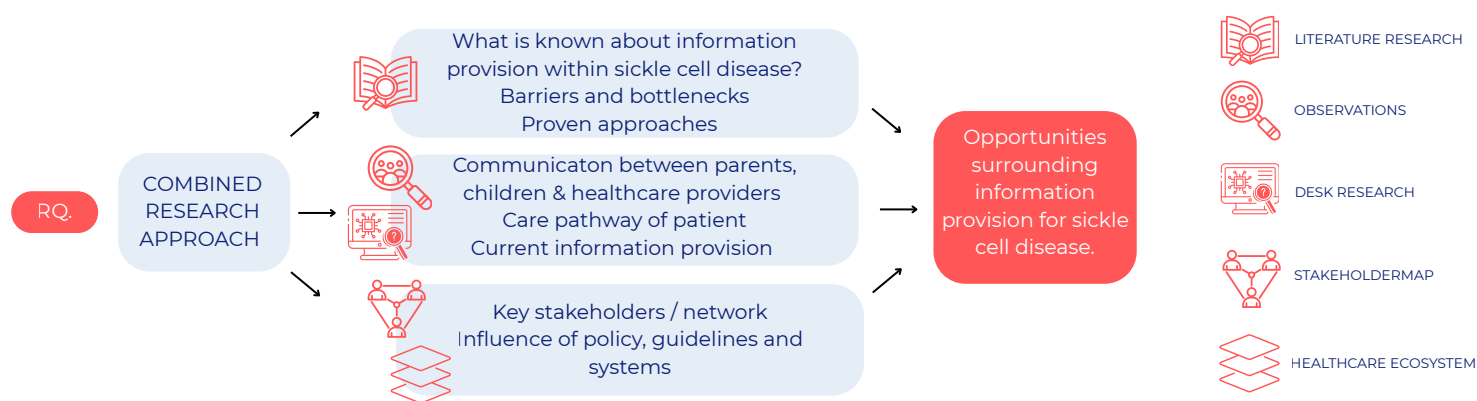 RQ.
COMBINED
RESEARCH
APPROACH
What is known about information
provision within sickle cell disease?
Barriers and bottlenecks
Proven approaches
Communicaton between parents,
children & healthcare providers
Care pathway of patient
Current information provision
Key stakeholders / network
Influence of policy, guidelines and
systems
Opportunities
surrounding
information
provision for sickle
cell disease.
LITERATURE RESEARCH
OBSERVATIONS
DESK RESEARCH
STAKEHOLDERMAP
HEALTHCARE ECOSYSTEM